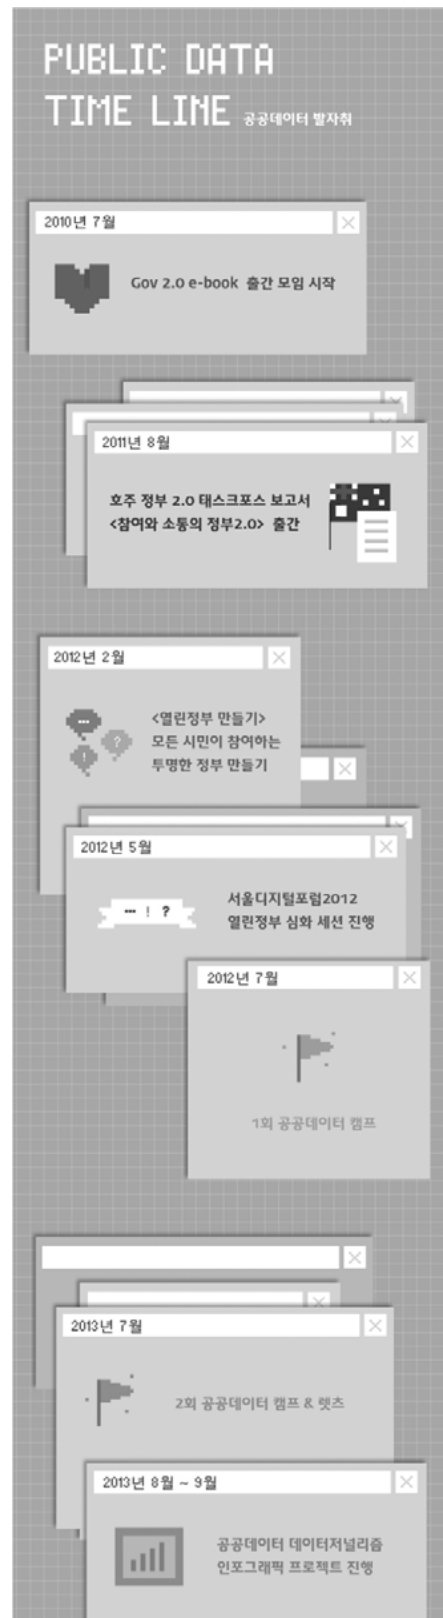 PUBLIC DATA
TIME LINE 공공데이터 발자취
2010년 7월
Gov 2.0 e-book 출간 모임 시작
2011년 8월
호주 정부 2.0 태스크포스 보고서
<참여와 소통의 정부2.0> 출간
2012년 2월
<열린정부 만들기>
모든 시민이 참여하는
투명한 정부 만들기
2012년 5월
... ! ?
서울디지털포럼2012
열린정부 심화 세션 진행
2012년 7월
1회 공공데이터 캠프
2013년 7월
2회 공공데이터 캠프 & 렛츠
2013년 8월 ~ 9월
공공데이터 데이터저널리즘
인포그래픽 프로젝트 진행